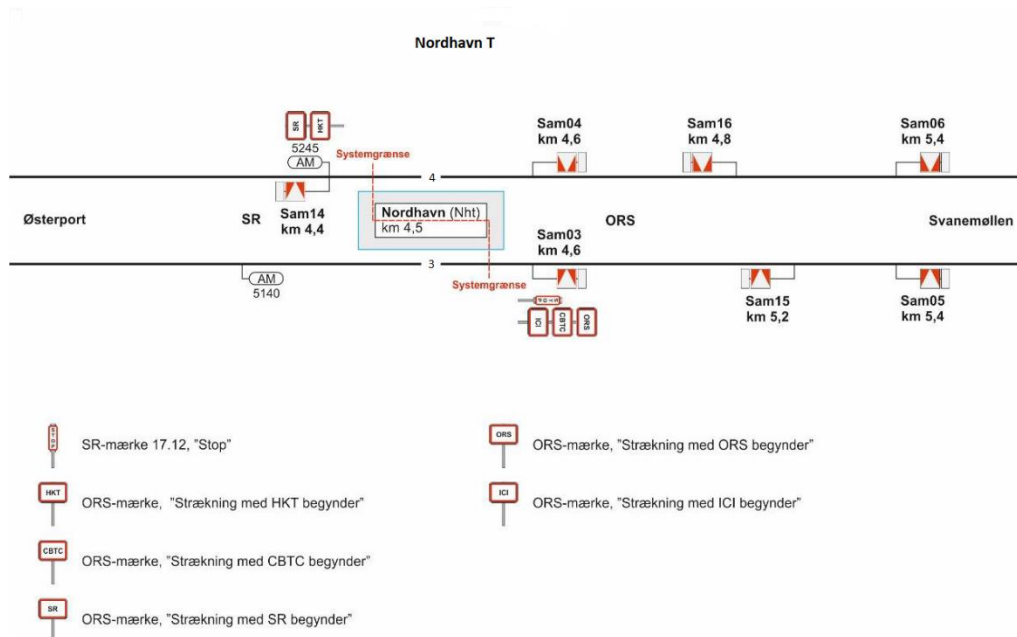 Nordhavn T
SR
HKT
5245
AM
Systemgrænse
Sam04
km 4,6
Sam16
km 4,8
Sam06
km 5,4
4
Østerport
SR
Sam14
km 4,4
Nordhavn (Nht)
km 4,5
ORS
Svanemøllen
Sam03
km 4,6
3
AM
5140
Systemgrænse
STOP
ICI
CBTC
ORS
Sam15
km 5,2
Sam05
km 5,4
STOP
SR-mærke 17.12, "Stop"
ORS
ORS-mærke, "Strækning med ORS begynder"
HKT
ORS-mærke, "Strækning med HKT begynder"
ICI
ORS-mærke, "Strækning med ICI begynder"
CBTC
ORS-mærke, "Strækning med CBTC begynder"
SR
ORS-mærke, "Strækning med SR begynder"